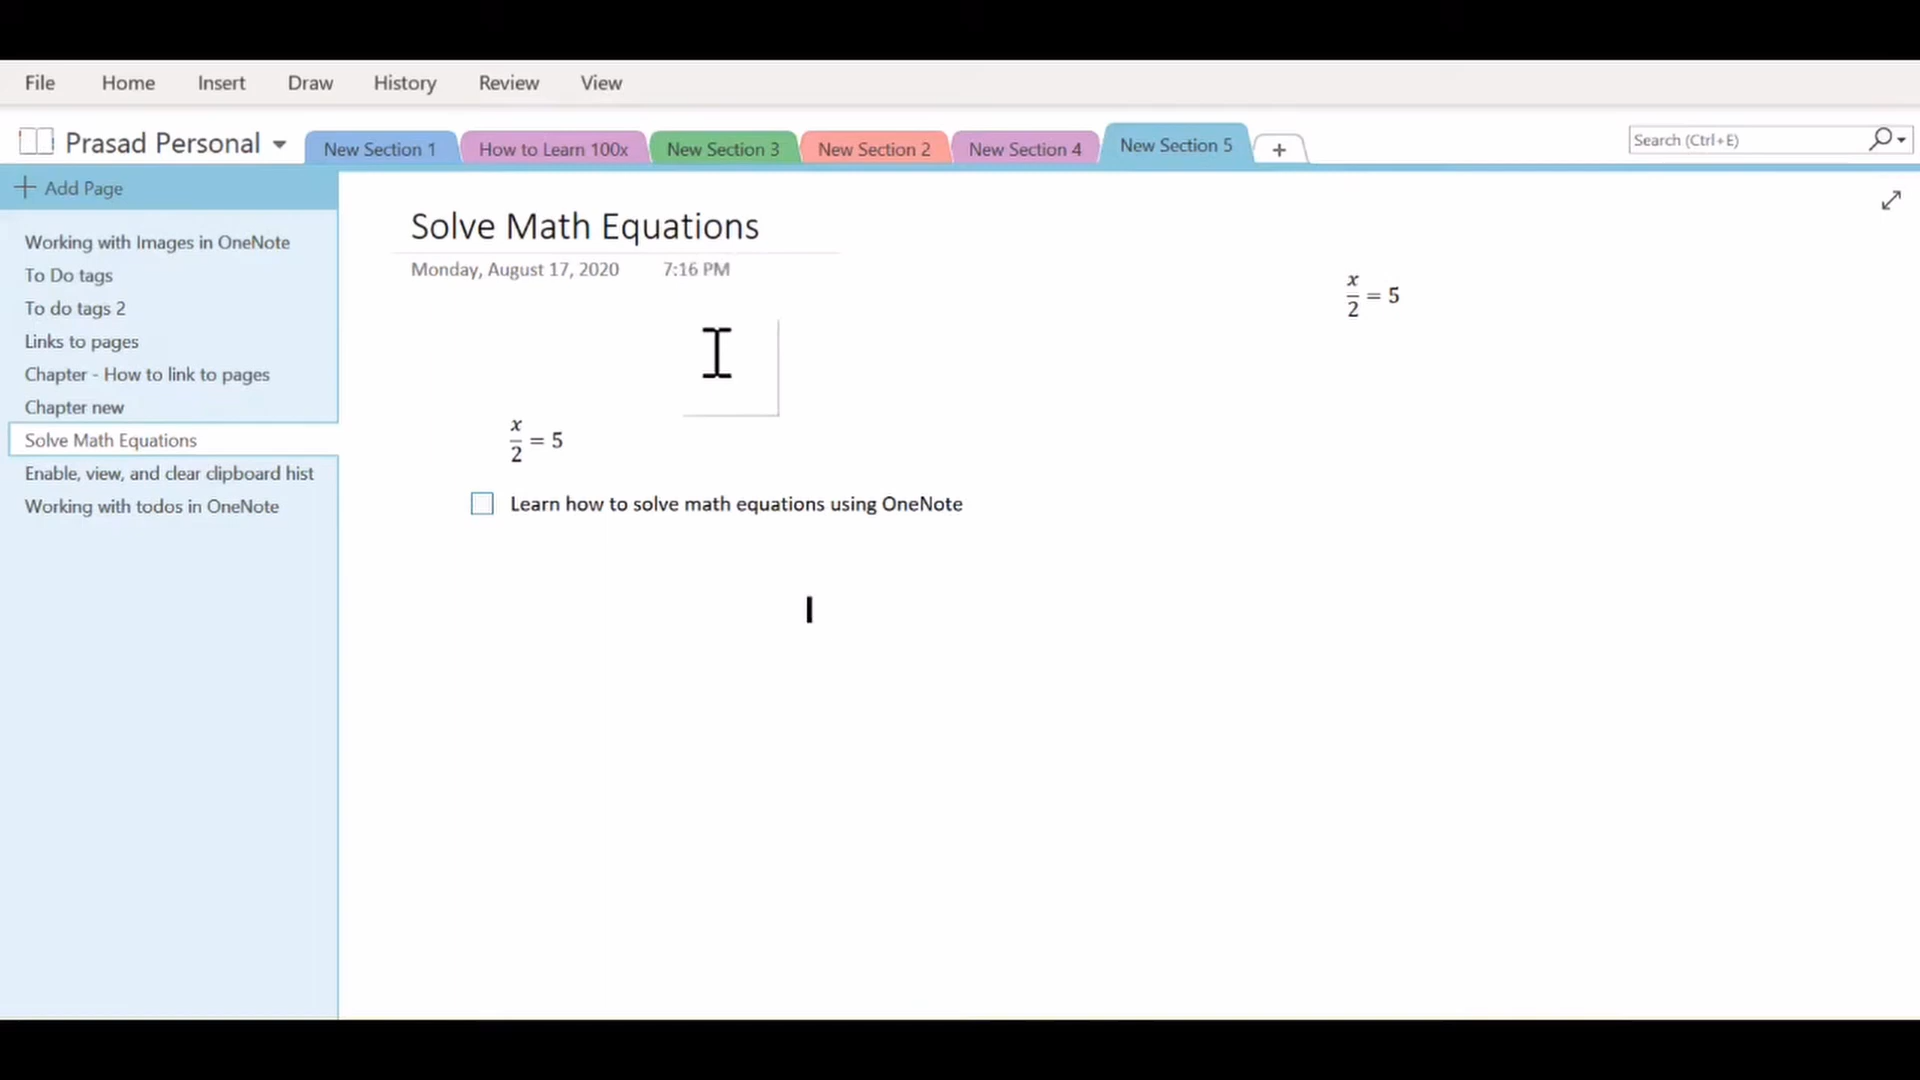 File Home Insert Draw History Review View
Prasad Personal New Section 1 How to Learn 100x New Section 3 New Section 2 New Section 4 New Section 5 + Search (Ctrl+E)
+ Add Page
Working with Images in OneNote
To Do tags
To do tags 2
Links to pages
Chapter - How to link to pages
Chapter new
Solve Math Equations
Enable, view, and clear clipboard hist
Working with todos in OneNote
Solve Math Equations
Monday, August 17, 2020 7:16 PM
x/2 = 5
x/2 = 5
Learn how to solve math equations using OneNote